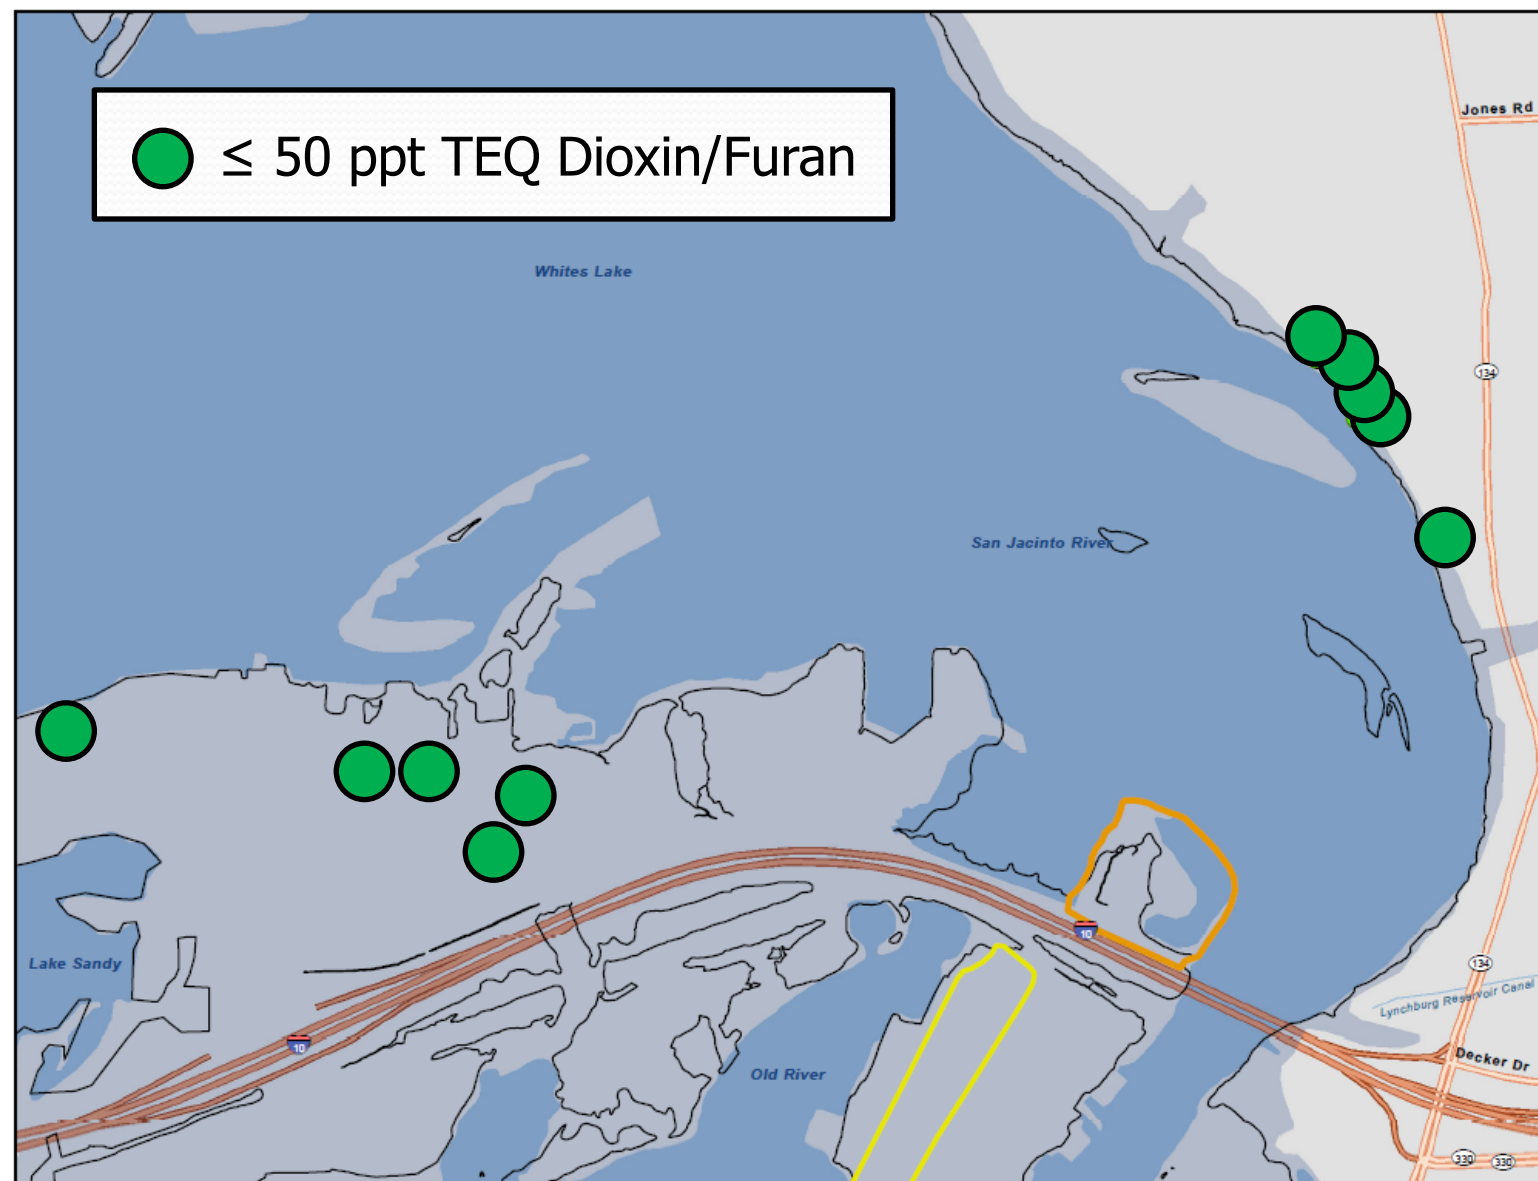 Jones Rd
≤ 50 ppt TEQ Dioxin/Furan
Whites Lake
134
San Jacinto River
10
Lake Sandy
134
Lynchburg Reservoir Canal
10
Decker Dr
Old River
330
330